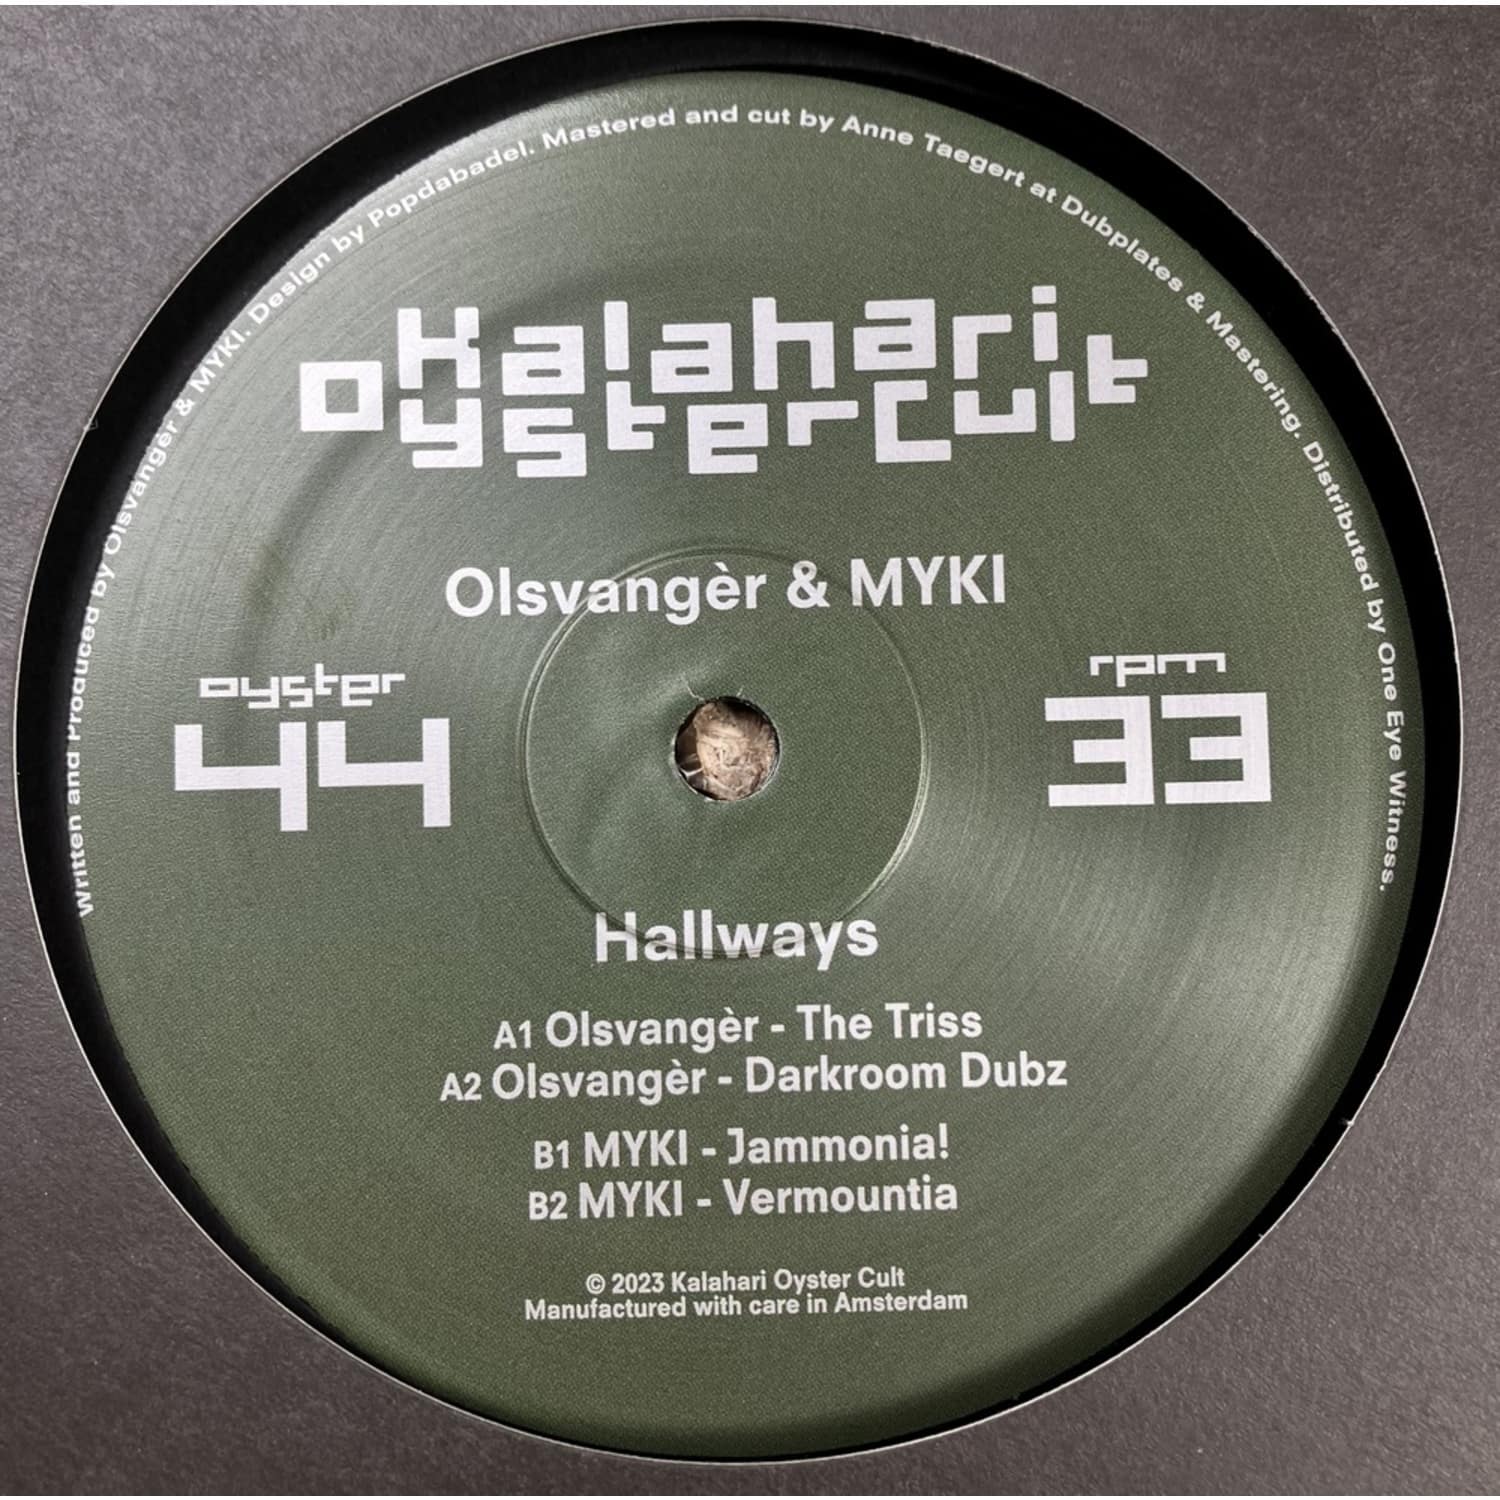 Written and Produced by Olsvangèr & MYKI. Design by Popdabadel. Mastered and cut by Anne Taegert at Dubplates & Mastering. Distributed by One Eye Witness.
Kalahari
oyster Cult
Olsvangèr & MYKI
oyster
44
rpm
33
Hallways
A1 Olsvangèr - The Triss
A2 Olsvangèr - Darkroom Dubz
B1 MYKI - Jammonia!
B2 MYKI - Vermountia
© 2023 Kalahari Oyster Cult
Manufactured with care in Amsterdam